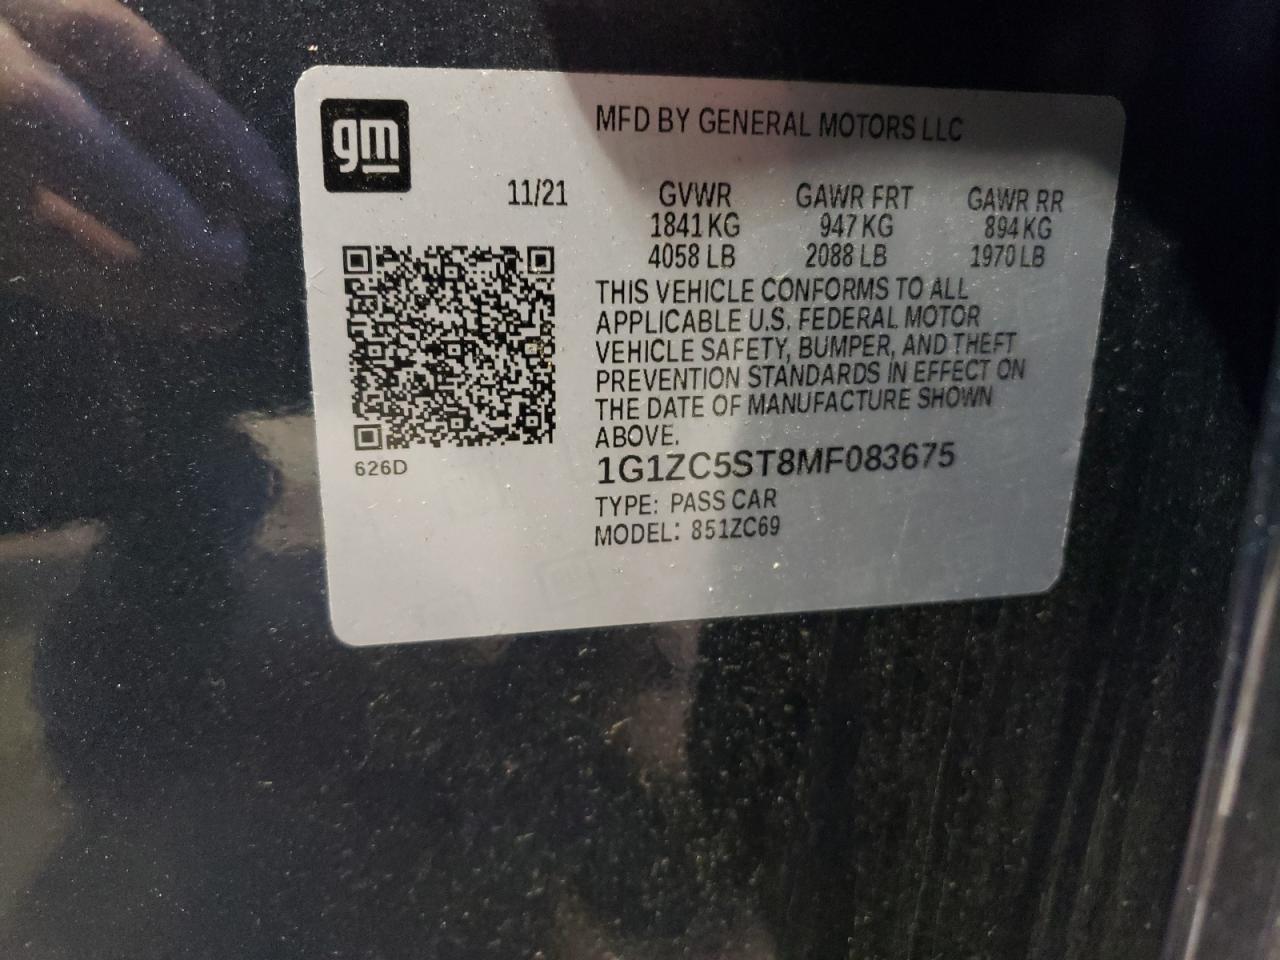 gm
MFD BY GENERAL MOTORS LLC
11/21 GVWR GAWR FRT GAWR RR
1841 KG 947 KG 894 KG
4058 LB 2088 LB 1970 LB
THIS VEHICLE CONFORMS TO ALL
APPLICABLE U.S. FEDERAL MOTOR
VEHICLE SAFETY, BUMPER, AND THEFT
PREVENTION STANDARDS IN EFFECT ON
THE DATE OF MANUFACTURE SHOWN
ABOVE.
626D
1G1ZC5ST8MF083675
TYPE: PASS CAR
MODEL: 851ZC69